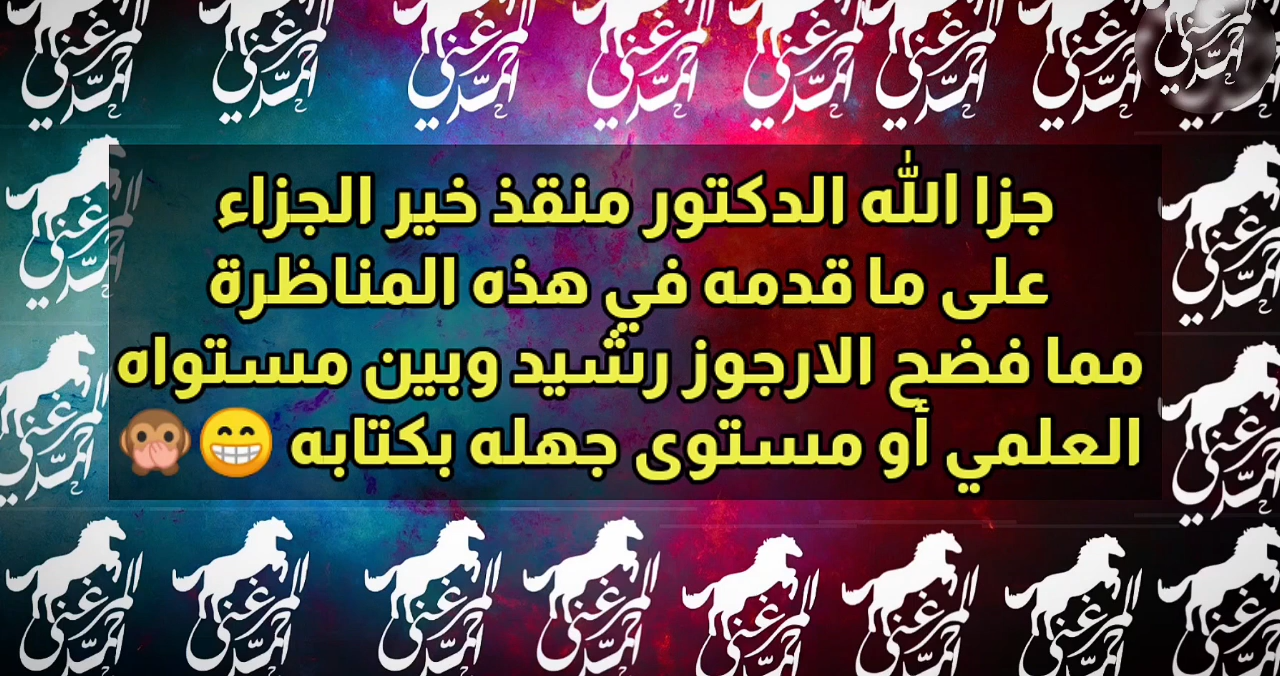 جزا الله الدكتور منقذ خير الجزاء
على ما قدمه في هذه المناظرة
مما فضح الارجوز رشيد وبين مستواه
العلمي أو مستوى جهله بكتابه 😁🙊